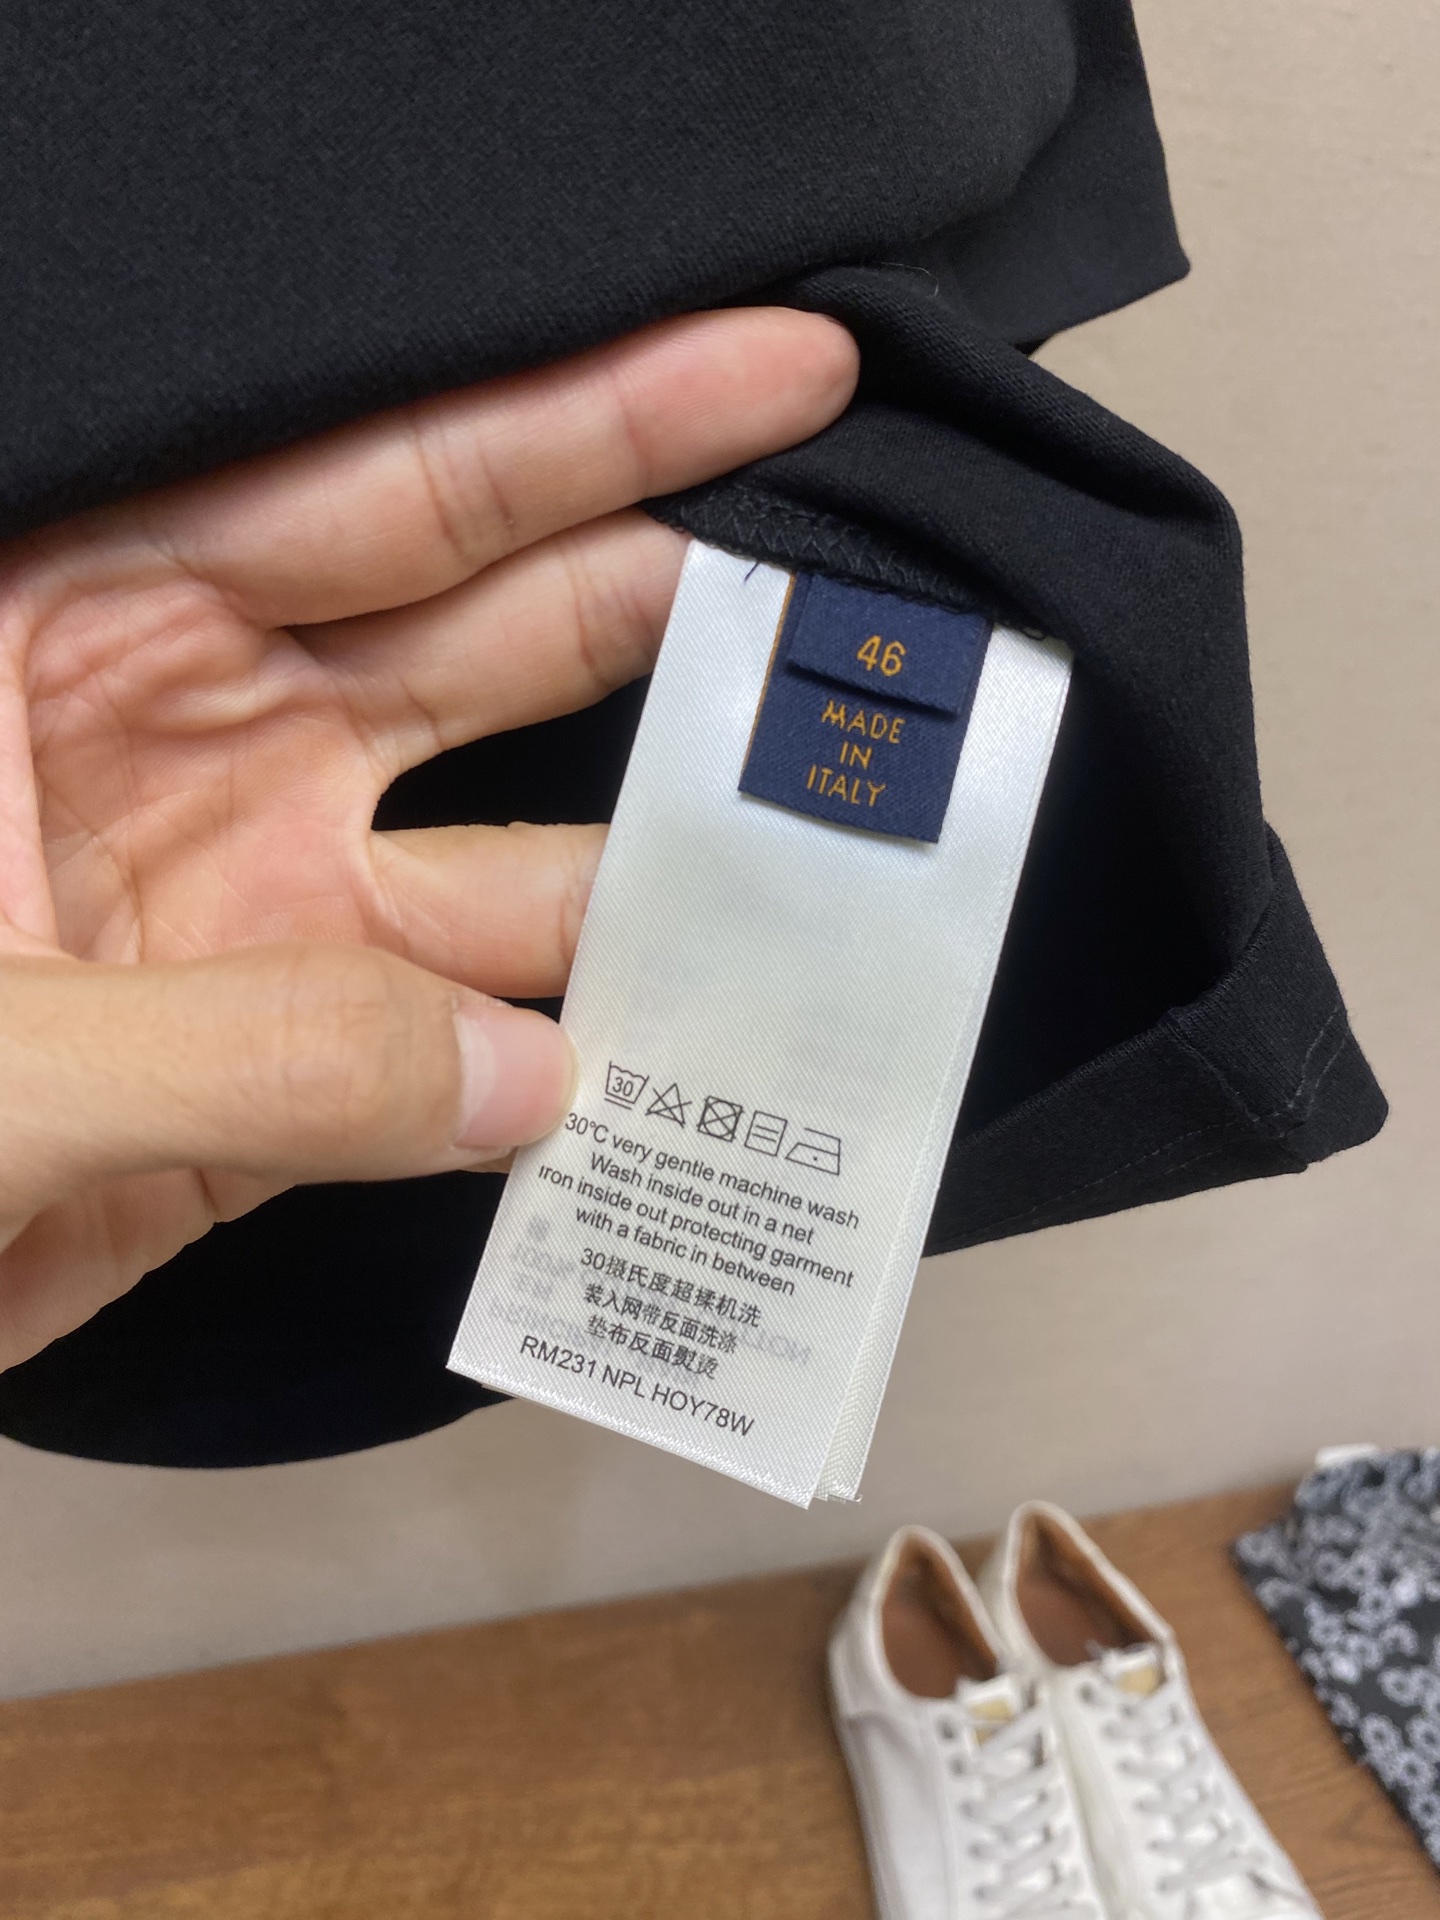 46
MADE
IN
ITALY
30
30℃ very gentle machine wash
Wash inside out in a net
Iron inside out protecting garment
with a fabric in between
30摄氏度超揉机洗
装入网带反面洗涤
垫布反面熨烫
RM231 NPL HOY78W